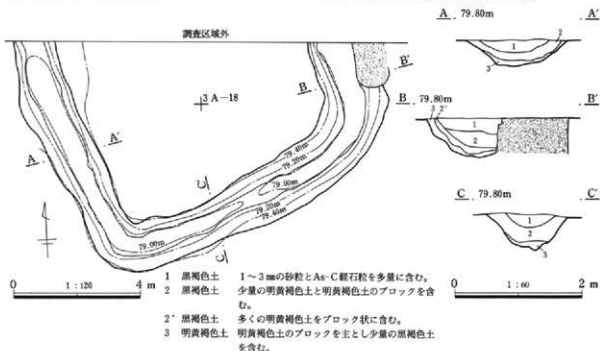 調査区域外
3A-18
A
A'
B
B'
C
C'
79.40m
79.20m
79.00m
79.20m
79.40m
79.00m
0 1:120 4 m
1 黒褐色土 1~3㎜の砂粒とAs-C軽石粒を多量に含む。
2 黒褐色土 少量の明黄褐色土と明黄褐色土のブロックを含
む。
2' 黒褐色土 多くの明黄褐色土をブロック状に含む。
3 明黄褐色土 明黄褐色土のブロックを主とし少量の黒褐色土
を含む。
A 79.80m A'
1
2
3
B 79.80m B'
3 2'
1
2
C 79.80m C'
1
2
3
0 1:60 2 m